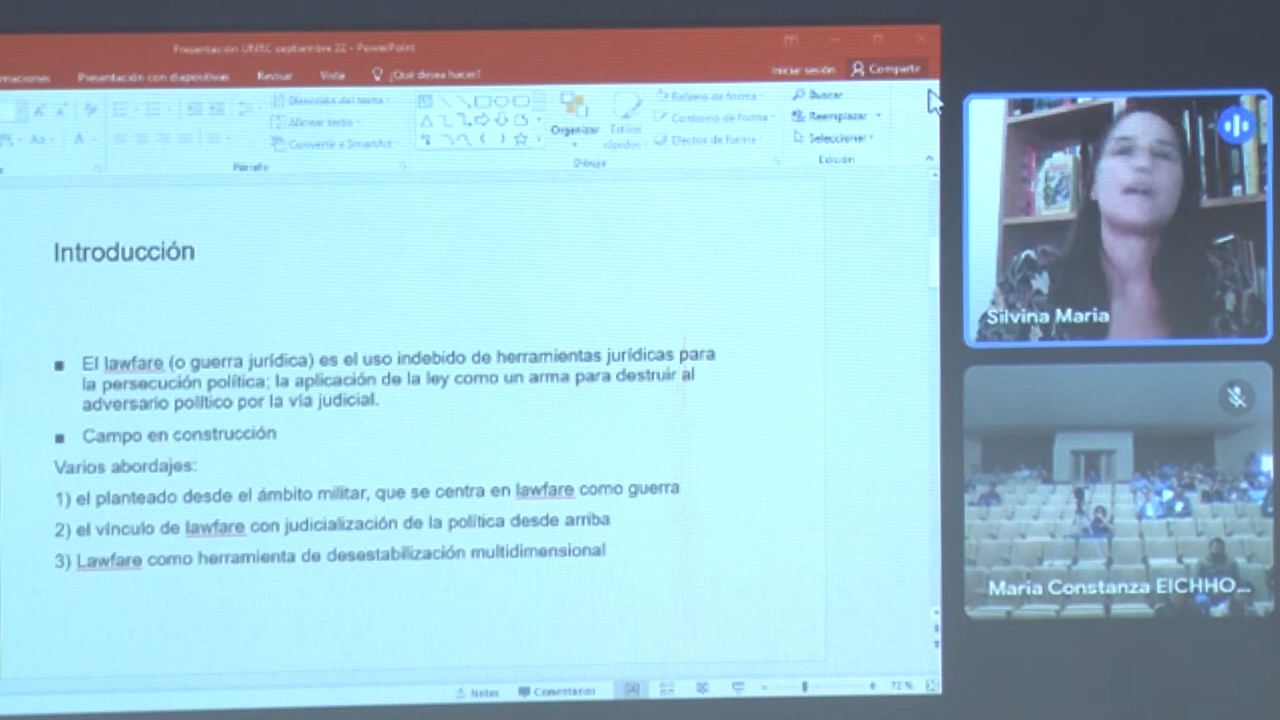 Presentación UNTC septiembre 22 - PowerPoint
Presentación con diapositivas Revisar Vista ¿Qué desea hacer? Iniciar sesión Compartir
Dirección del texto
Alinear texto
Convertir a SmartArt
Organizar Estilos rápidos
Relleno de forma
Contorno de forma
Efectos de forma
Buscar
Reemplazar
Seleccionar
Párrafo Dibujo Edición
Introducción
■ El lawfare (o guerra jurídica) es el uso indebido de herramientas jurídicas para
la persecución política; la aplicación de la ley como un arma para destruir al
adversario político por la vía judicial.
■ Campo en construcción
Varios abordajes:
1) el planteado desde el ámbito militar, que se centra en lawfare como guerra
2) el vínculo de lawfare con judicialización de la política desde arriba
3) Lawfare como herramienta de desestabilización multidimensional
Notas Comentarios 72 %
Silvina Maria
Maria Constanza EICHHO...